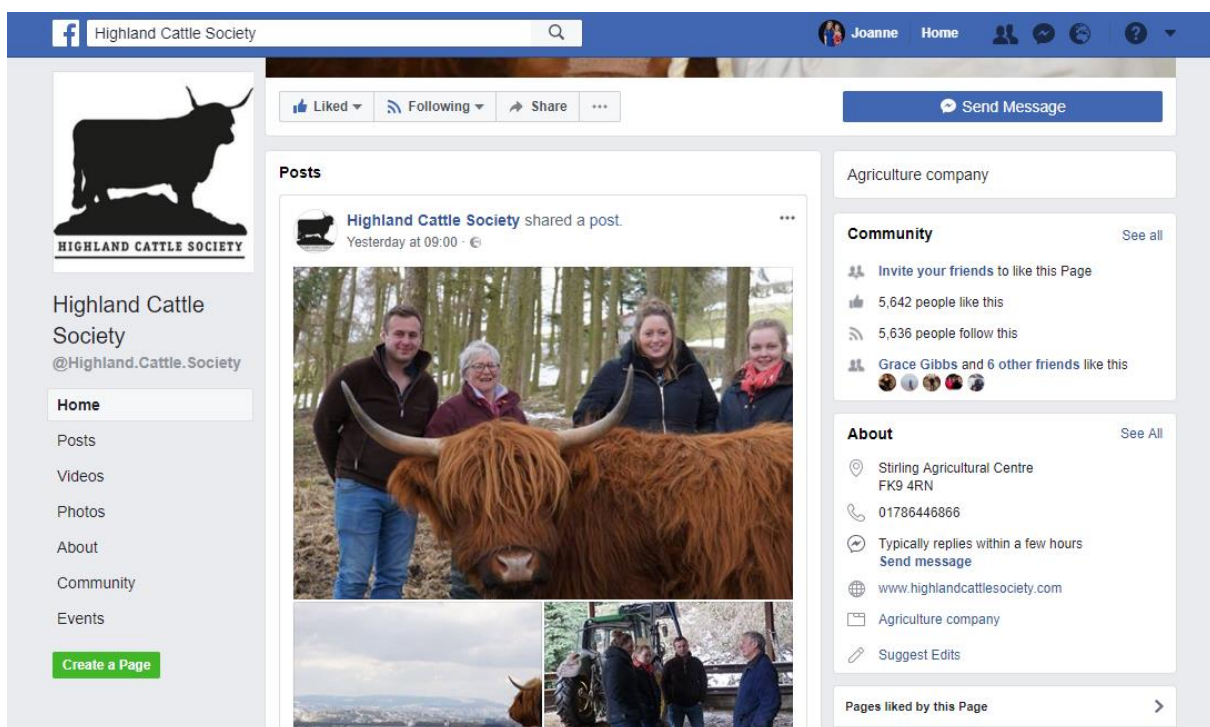 Highland Cattle Society
Joanne Home
HIGHLAND CATTLE SOCIETY
Highland Cattle
Society
@Highland.Cattle.Society
Home
Posts
Videos
Photos
About
Community
Events
Create a Page
Liked Following Share ...
Send Message
Posts
Highland Cattle Society shared a post.
Yesterday at 09:00 ·
Agriculture company
Community See all
Invite your friends to like this Page
5,642 people like this
5,636 people follow this
Grace Gibbs and 6 other friends like this
About See All
Stirling Agricultural Centre
FK9 4RN
01786446866
Typically replies within a few hours
Send message
www.highlandcattlesociety.com
Agriculture company
Suggest Edits
Pages liked by this Page